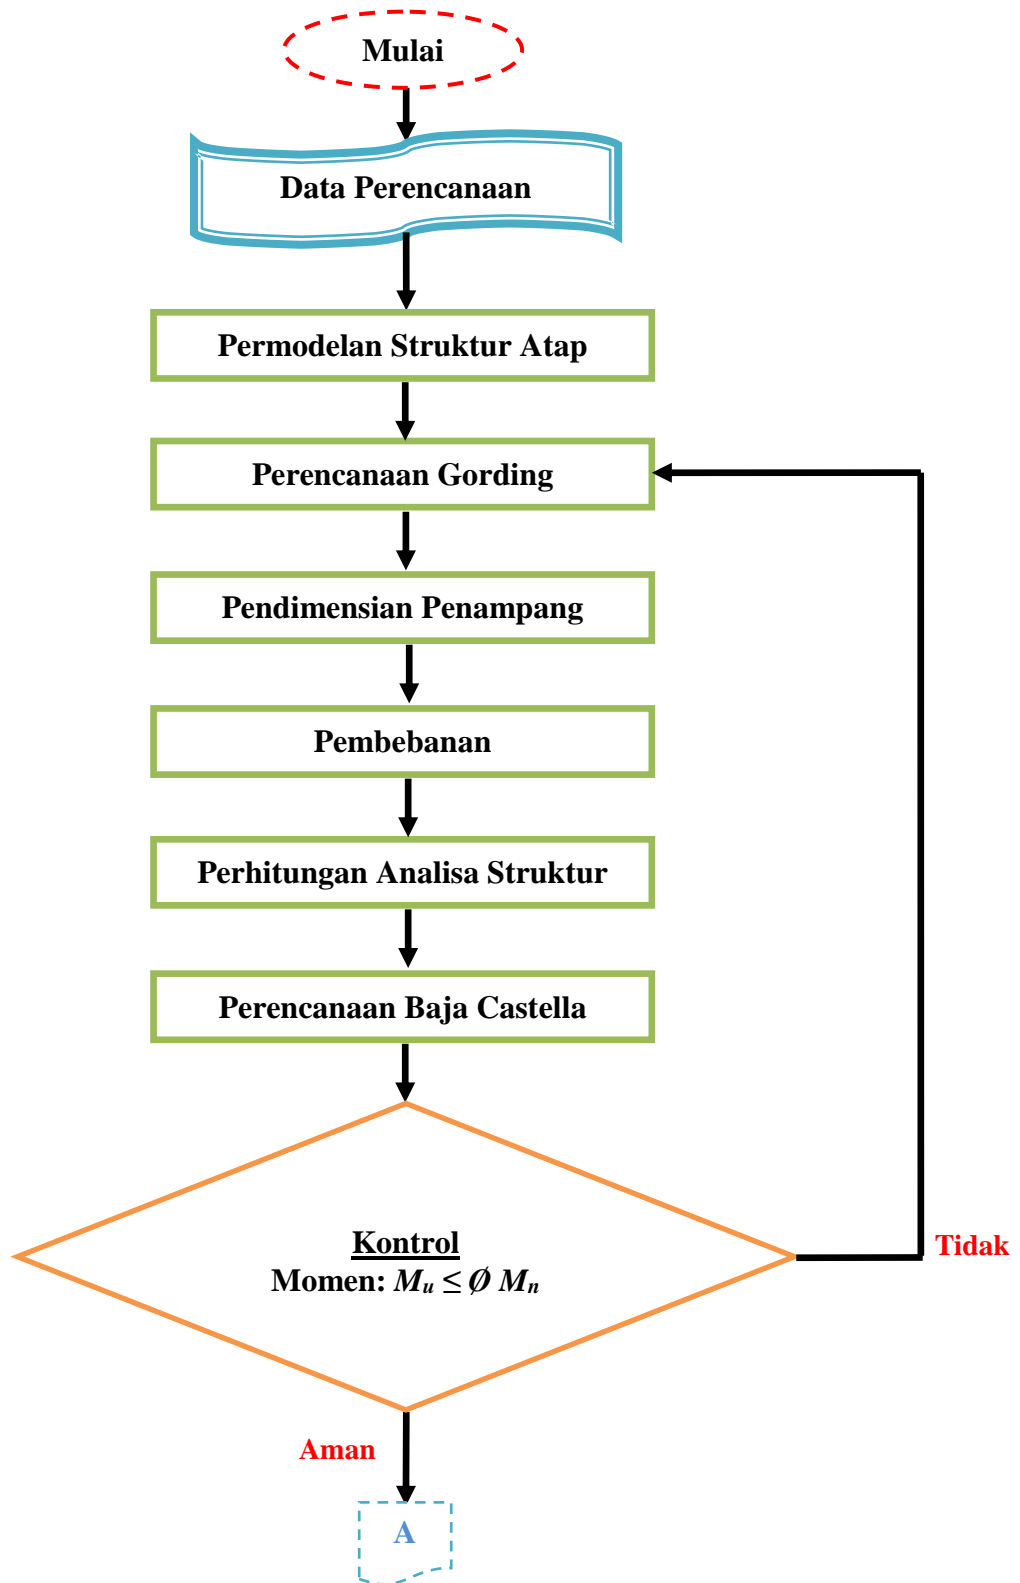 Mulai
Data Perencanaan
Permodelan Struktur Atap
Perencanaan Gording
Pendimensian Penampang
Pembebanan
Perhitungan Analisa Struktur
Perencanaan Baja Castella
Kontrol
Momen: Mu ≤ Ø Mn
Tidak
Aman
A